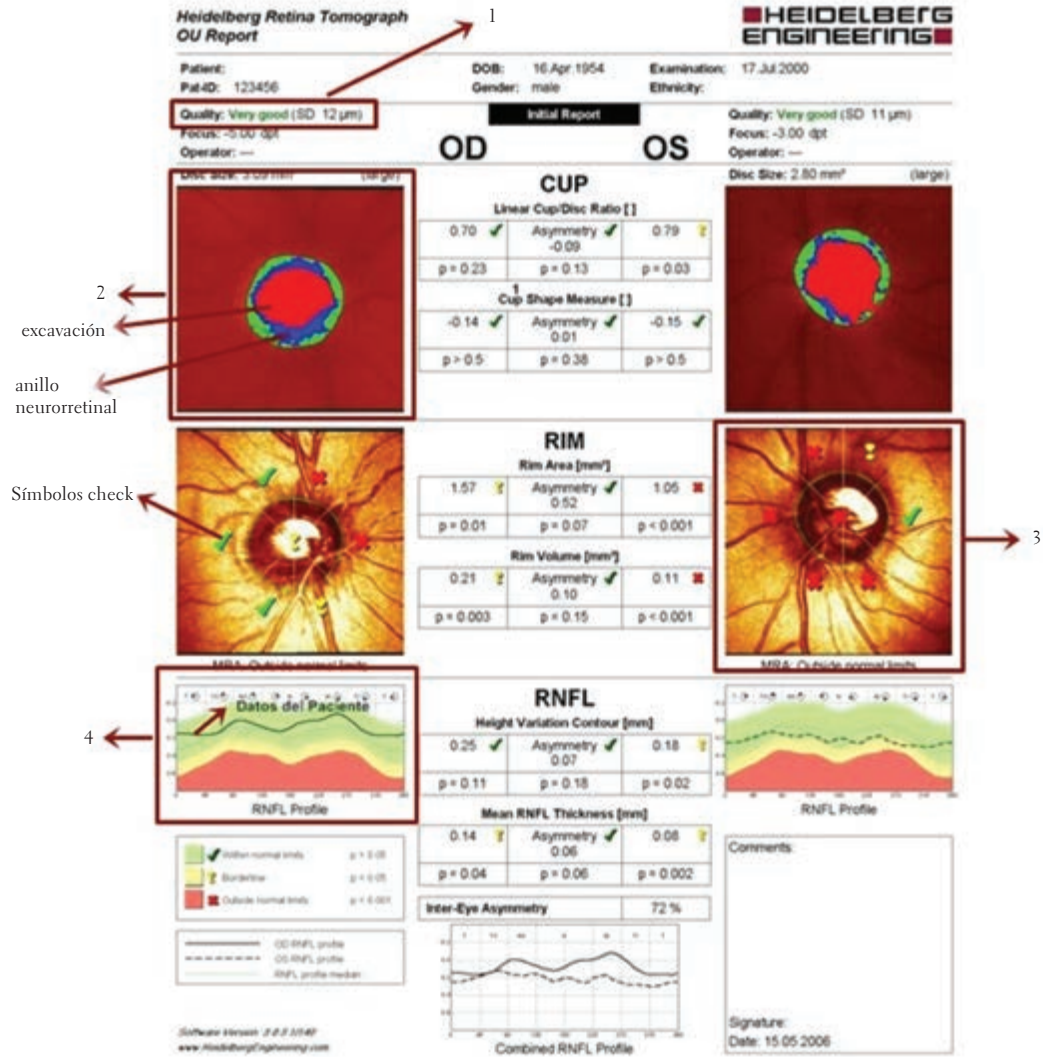 Heidelberg Retina Tomograph
OU Report
1
HEIDELBERG
ENGINEERING
Patient:
Pat-ID: 123456
DOB: 16.Apr.1954
Gender: male
Examination: 17.Jul.2000
Ethnicity:
Quality: Very good (SD 12 µm)
Focus: -5.00 dpt
Operator: ---
Initial Report
OD OS
Quality: Very good (SD 11 µm)
Focus: -3.00 dpt
Operator: ---
Disc Size: 3.09 mm² (large)
Disc Size: 2.80 mm² (large)
CUP
Linear Cup/Disc Ratio [ ]
0.70 Asymmetry 0.79
-0.09
p = 0.23 p = 0.13 p = 0.03
1
Cup Shape Measure [ ]
-0.14 Asymmetry -0.15
0.01
p > 0.5 p = 0.38 p > 0.5
2
excavación
anillo
neurorretinal
Símbolos check
RIM
Rim Area [mm²]
1.57 Asymmetry 1.05
0.52
p = 0.01 p = 0.07 p < 0.001
Rim Volume [mm³]
0.21 Asymmetry 0.11
0.10
p = 0.003 p = 0.15 p < 0.001
3
MRA: Outside normal limits
MRA: Outside normal limits
4
Datos del Paciente
RNFL Profile
RNFL
Height Variation Contour [mm]
0.25 Asymmetry 0.18
0.07
p = 0.11 p = 0.18 p = 0.02
RNFL Profile
Mean RNFL Thickness [mm]
0.14 Asymmetry 0.08
0.06
p = 0.04 p = 0.06 p = 0.002
Within normal limits
Borderline
Outside normal limits p < 0.001
Inter-Eye Asymmetry 72 %
OD RNFL profile
OS RNFL profile
RNFL profile median
Combined RNFL Profile
Comments:
Signature:
Date: 15.05.2006
www.HeidelbergEngineering.com